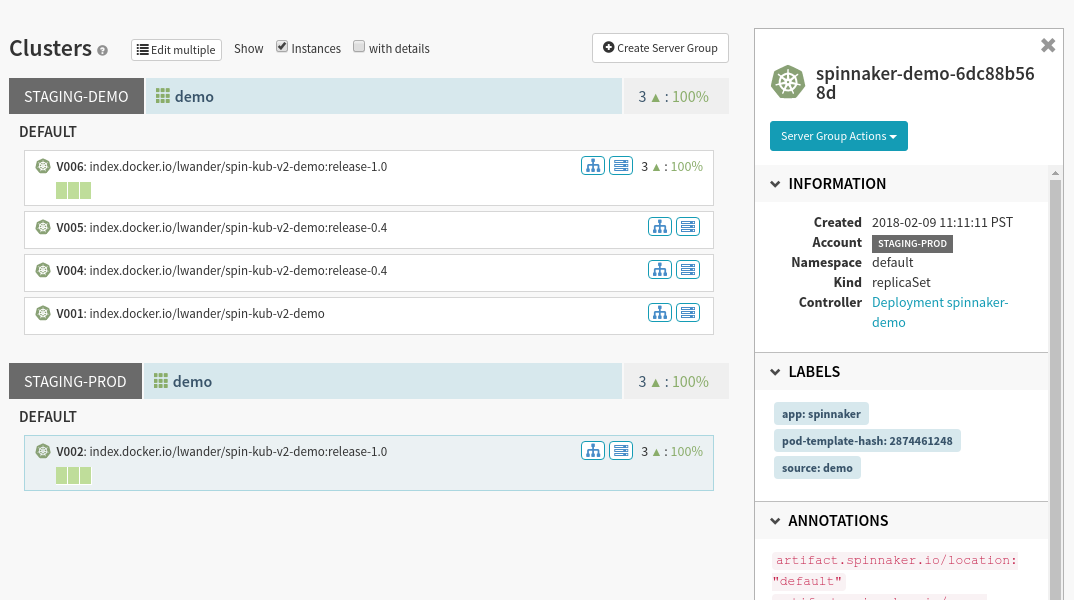 Clusters
Edit multiple
Show
Instances
with details
Create Server Group
STAGING-DEMO
demo
3 ▲ : 100%
DEFAULT
V006: index.docker.io/lwander/spin-kub-v2-demo:release-1.0
3 ▲ : 100%
V005: index.docker.io/lwander/spin-kub-v2-demo:release-0.4
V004: index.docker.io/lwander/spin-kub-v2-demo:release-0.4
V001: index.docker.io/lwander/spin-kub-v2-demo
STAGING-PROD
demo
3 ▲ : 100%
DEFAULT
V002: index.docker.io/lwander/spin-kub-v2-demo:release-1.0
3 ▲ : 100%
spinnaker-demo-6dc88b56
8d
Server Group Actions
INFORMATION
Created 2018-02-09 11:11:11 PST
Account STAGING-PROD
Namespace default
Kind replicaSet
Controller Deployment spinnaker-
demo
LABELS
app: spinnaker
pod-template-hash: 2874461248
source: demo
ANNOTATIONS
artifact.spinnaker.io/location:
"default"